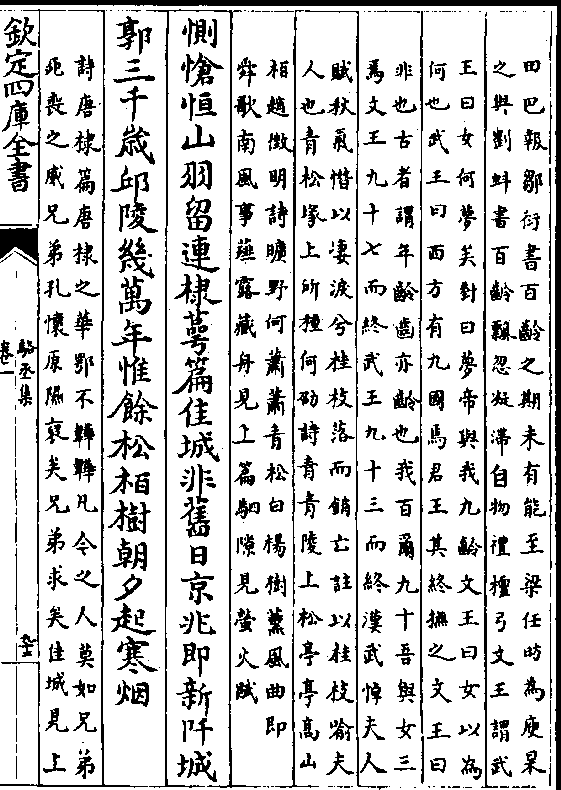 田巴報鄒衍書百齡之期未有能至梁任昉為庾杲
之與劉虯書百齡飄忽凝滯自物禮檀弓文王謂武
王曰女何夢矣對曰夢帝與我九齡文王曰女以為
何也武王曰西方有九國焉君王其終撫之文王曰
非也古者謂年齡齒亦齡也我百爾九十吾與女三
焉文王九十七而終武王九十三而終漢武悼夫人
賦秋氣憯以凄淚兮桂枝落而銷亡註以桂枝喻夫
人也青松塜上所種何劭詩青青陵上松亭亭高山
柏趙微明詩曠野何蕭蕭青松白楊樹薫風曲即
舜歌南風事薤露藏舟見上篇駟隙見螢火賦
惻愴恒山羽留連棣萼篇佳城非舊日京兆即新阡城
郭三千歲邱陵幾萬年惟餘松栢樹朝夕起寒烟
詩唐棣篇唐棣之華鄂不韡韡凡今之人莫如兄弟
死喪之威兄弟孔懷原隰裒矣兄弟求矣佳城見上
欽定四庫全書
駱丞集
卷一